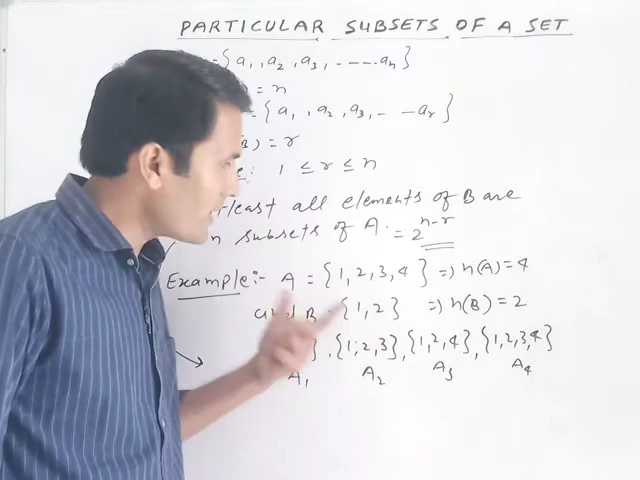 PARTICULAR SUBSETS OF A SET
={a₁, a₂, a₃, ----- aₙ}
= n
={a₁, a₂, a₃, - - aᵣ}
B) = r
1 ≤ r ≤ n
all elements of B are
n subsets of A. = 2ⁿ⁻ʳ
Example:- A = {1, 2, 3, 4} ⇒ n(A) = 4
and B = {1, 2} ⇒ n(B) = 2
}, {1, 2, 3}, {1, 2, 4}, {1, 2, 3, 4}
A₁ A₂ A₃ A₄